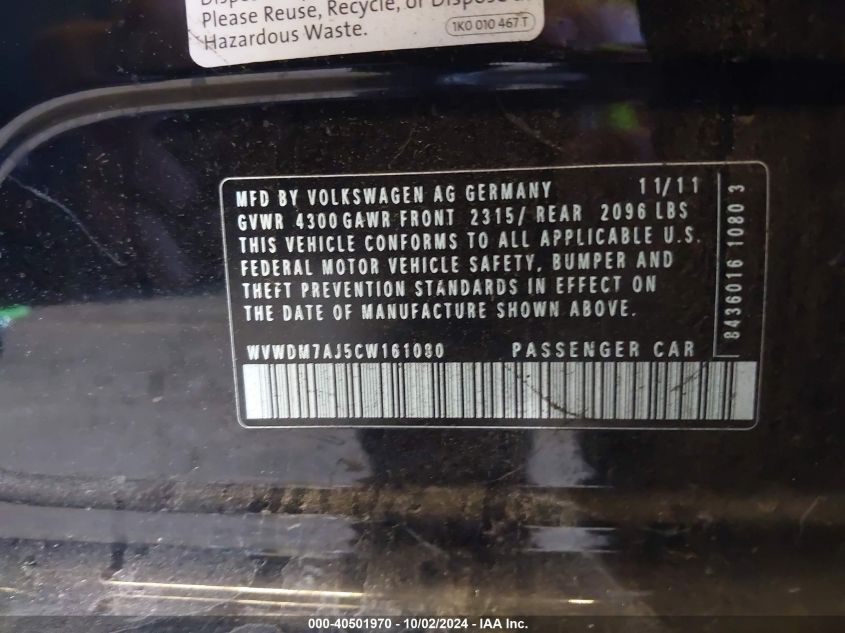 Please Reuse, Recycle, or Dispose
Hazardous Waste.
1K0 010 467 T
MFD BY VOLKSWAGEN AG GERMANY 11/11
GVWR 4300 GAWR FRONT 2315/ REAR 2096 LBS
THIS VEHICLE CONFORMS TO ALL APPLICABLE U.S.
FEDERAL MOTOR VEHICLE SAFETY, BUMPER AND
THEFT PREVENTION STANDARDS IN EFFECT ON
THE DATE OF MANUFACTURE SHOWN ABOVE.
WVWDM7AJ5CW161080 PASSENGER CAR
8436016 10803
000-40501970 - 10/02/2024 - IAA Inc.